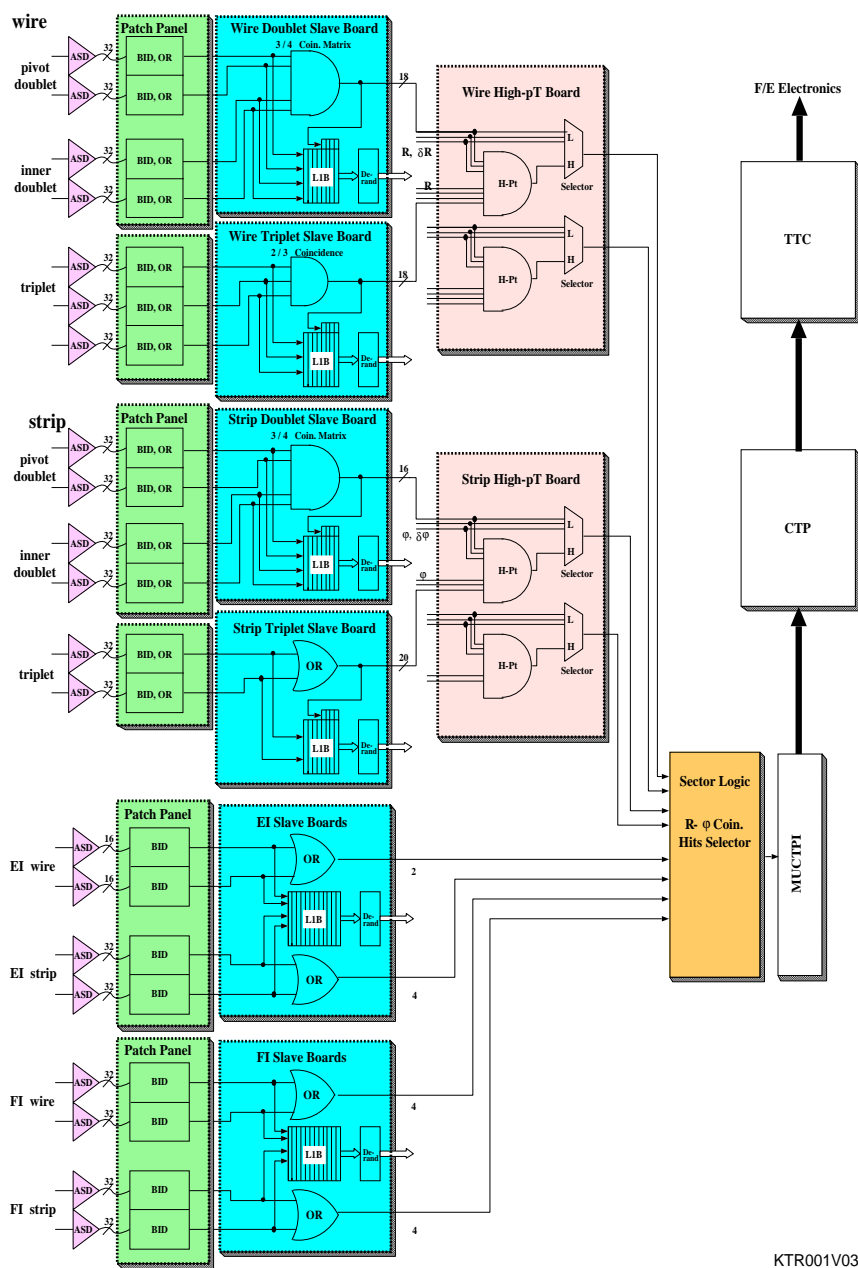 wire
Patch Panel
Wire Doublet Slave Board
3 / 4 Coin. Matrix
pivot
doublet
ASD
32
BID, OR
ASD
32
BID, OR
18
inner
doublet
ASD
32
BID, OR
ASD
32
BID, OR
L1B
De-
rand
R, δR
R
Wire High-pT Board
L
H
H-Pt
Selector
L
H
H-Pt
Selector
Wire Triplet Slave Board
2 / 3 Coincidence
18
triplet
ASD
32
BID, OR
ASD
32
BID, OR
ASD
32
BID, OR
L1B
De-
rand
F/E Electronics
TTC
CTP
MUCTPI
strip
Patch Panel
Strip Doublet Slave Board
3 / 4 Coin. Matrix
pivot
doublet
ASD
32
BID, OR
ASD
32
BID, OR
16
inner
doublet
ASD
32
BID, OR
ASD
32
BID, OR
L1B
De-
rand
φ, δφ
φ
Strip High-pT Board
L
H
H-Pt
Selector
L
H
H-Pt
Selector
Strip Triplet Slave Board
triplet
ASD
32
BID, OR
ASD
32
BID, OR
OR
20
L1B
De-
rand
Sector Logic
R- φ Coin.
Hits Selector
Patch Panel
EI Slave Boards
EI wire
ASD
16
BID
ASD
16
BID
OR
2
L1B
De-
rand
EI strip
ASD
32
BID
ASD
32
BID
OR
4
Patch Panel
FI Slave Boards
FI wire
ASD
32
BID
ASD
32
BID
OR
4
L1B
De-
rand
FI strip
ASD
32
BID
ASD
32
BID
OR
4
KTR001V03